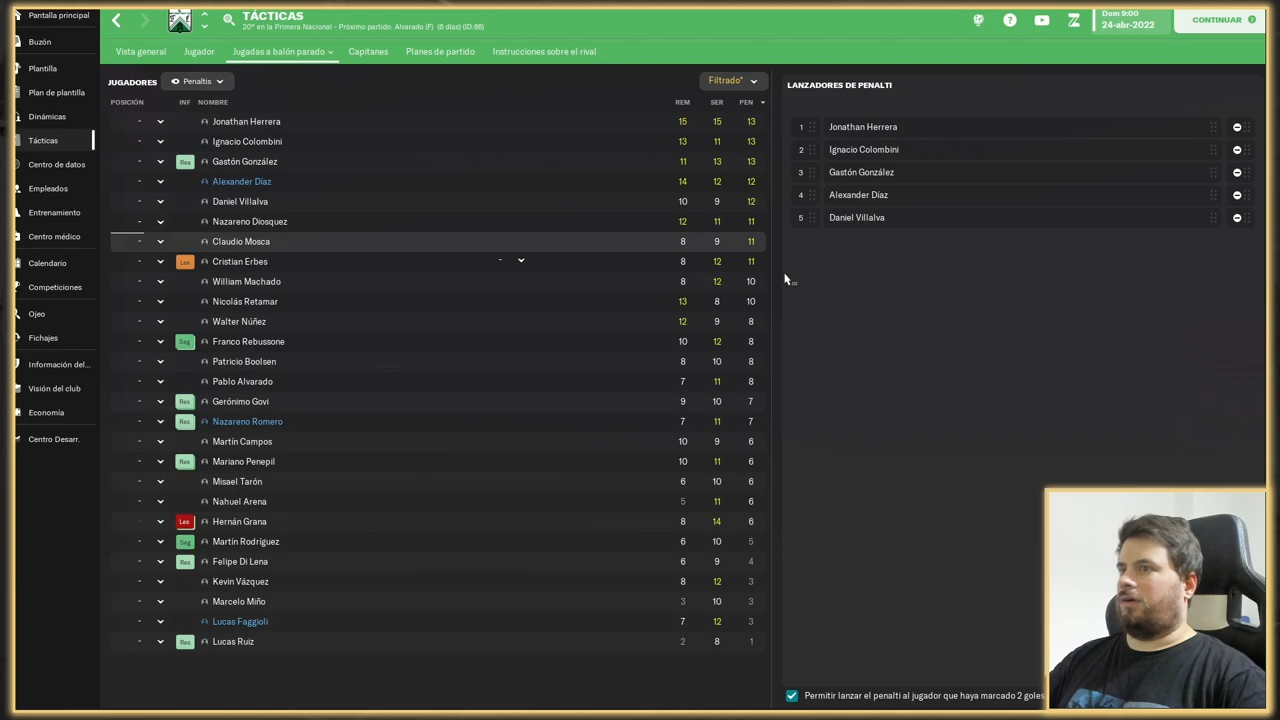 Pantalla principal
Buzón
Plantilla
Plan de plantilla
Dinámicas
Tácticas
Centro de datos
Empleados
Entrenamiento
Centro médico
Calendario
Competiciones
Ojeo
Fichajes
Información del...
Visión del club
Economía
Centro Desarr.
TÁCTICAS
20° en la Primera Nacional - Próximo partido: Alvarado (F) (6 días) (ID:86)
Dom 9:00
24-abr-2022
CONTINUAR
Vista general Jugador Jugadas a balón parado Capitanes Planes de partido Instrucciones sobre el rival
JUGADORES Penaltis Filtrado*
POSICIÓN INF NOMBRE REM SER PEN
- Jonathan Herrera 15 15 13
- Ignacio Colombini 13 11 13
- Rea Gastón González 11 13 13
- Alexander Díaz 14 12 12
- Daniel Villalva 10 9 12
- Nazareno Diosquez 12 11 11
- Claudio Mosca 8 9 11
- Les Cristian Erbes - 8 12 11
- William Machado 8 12 10
- Nicolás Retamar 13 8 10
- Walter Núñez 12 9 8
- Seg Franco Rebussone 10 12 8
- Patricio Boolsen 8 10 8
- Pablo Alvarado 7 11 8
- Res Gerónimo Govi 9 10 7
- Res Nazareno Romero 7 11 7
- Martín Campos 10 9 6
- Res Mariano Penepil 10 11 6
- Misael Tarón 6 10 6
- Nahuel Arena 5 11 6
- Les Hernán Grana 8 14 6
- Seg Martín Rodríguez 6 10 5
- Res Felipe Di Lena 6 9 4
- Kevin Vázquez 8 12 3
- Marcelo Miño 3 10 3
- Lucas Faggioli 7 12 3
- Res Lucas Ruiz 2 8 1
LANZADORES DE PENALTI
1 Jonathan Herrera
2 Ignacio Colombini
3 Gastón González
4 Alexander Díaz
5 Daniel Villalva
Permitir lanzar el penalti al jugador que haya marcado 2 goles